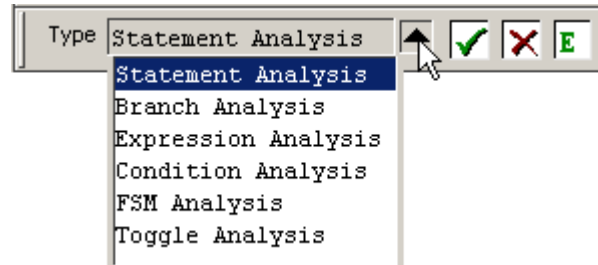 Type Statement Analysis E
Statement Analysis
Branch Analysis
Expression Analysis
Condition Analysis
FSM Analysis
Toggle Analysis